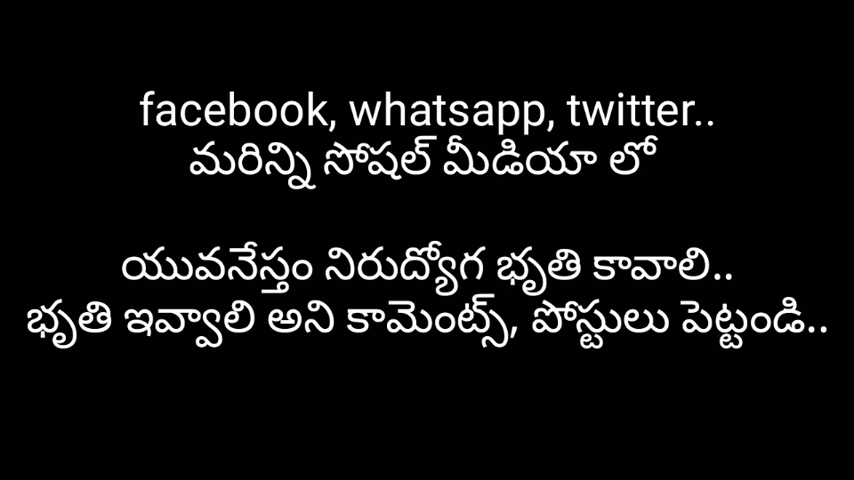 facebook, whatsapp, twitter..
మరిన్ని సోషల్ మీడియా లో
యువనేస్తం నిరుద్యోగ భృతి కావాలి..
భృతి ఇవ్వాలి అని కామెంట్స్, పోస్టులు పెట్టండి..